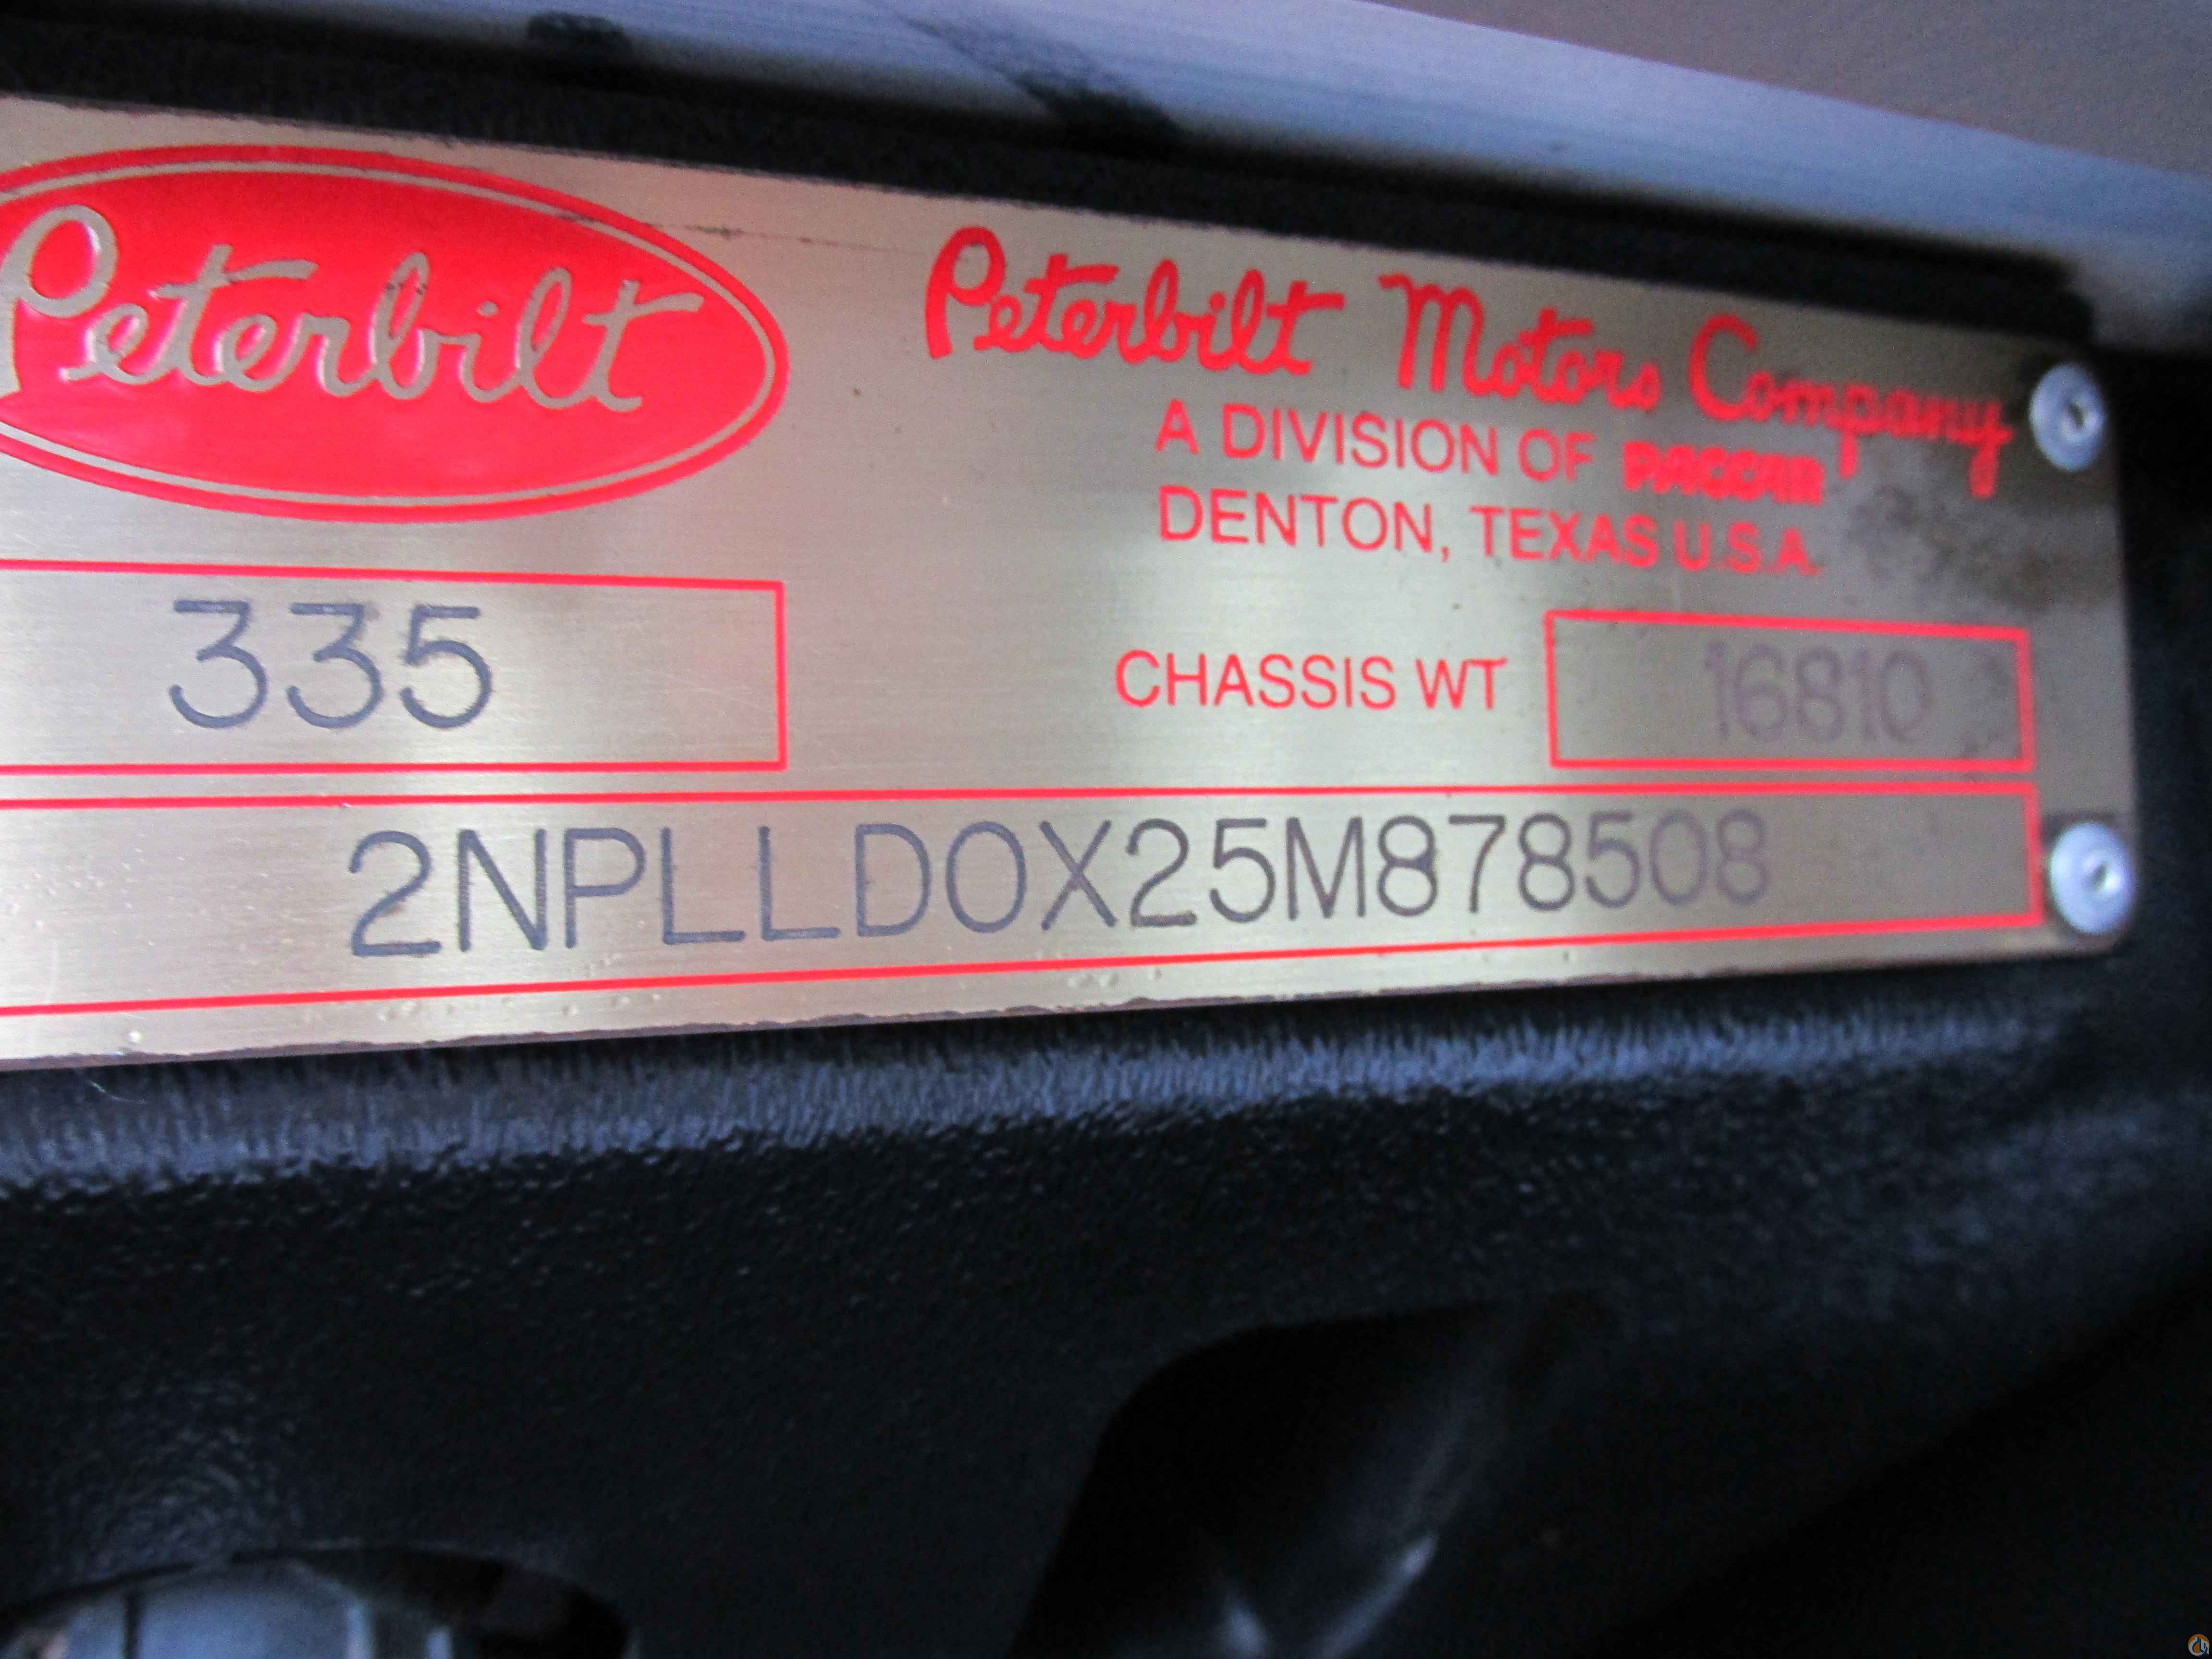 Peterbilt
Peterbilt Motors Company
A DIVISION OF PACCAR
DENTON, TEXAS U.S.A.
335
CHASSIS WT 16810
2NPLLD0X25M878508